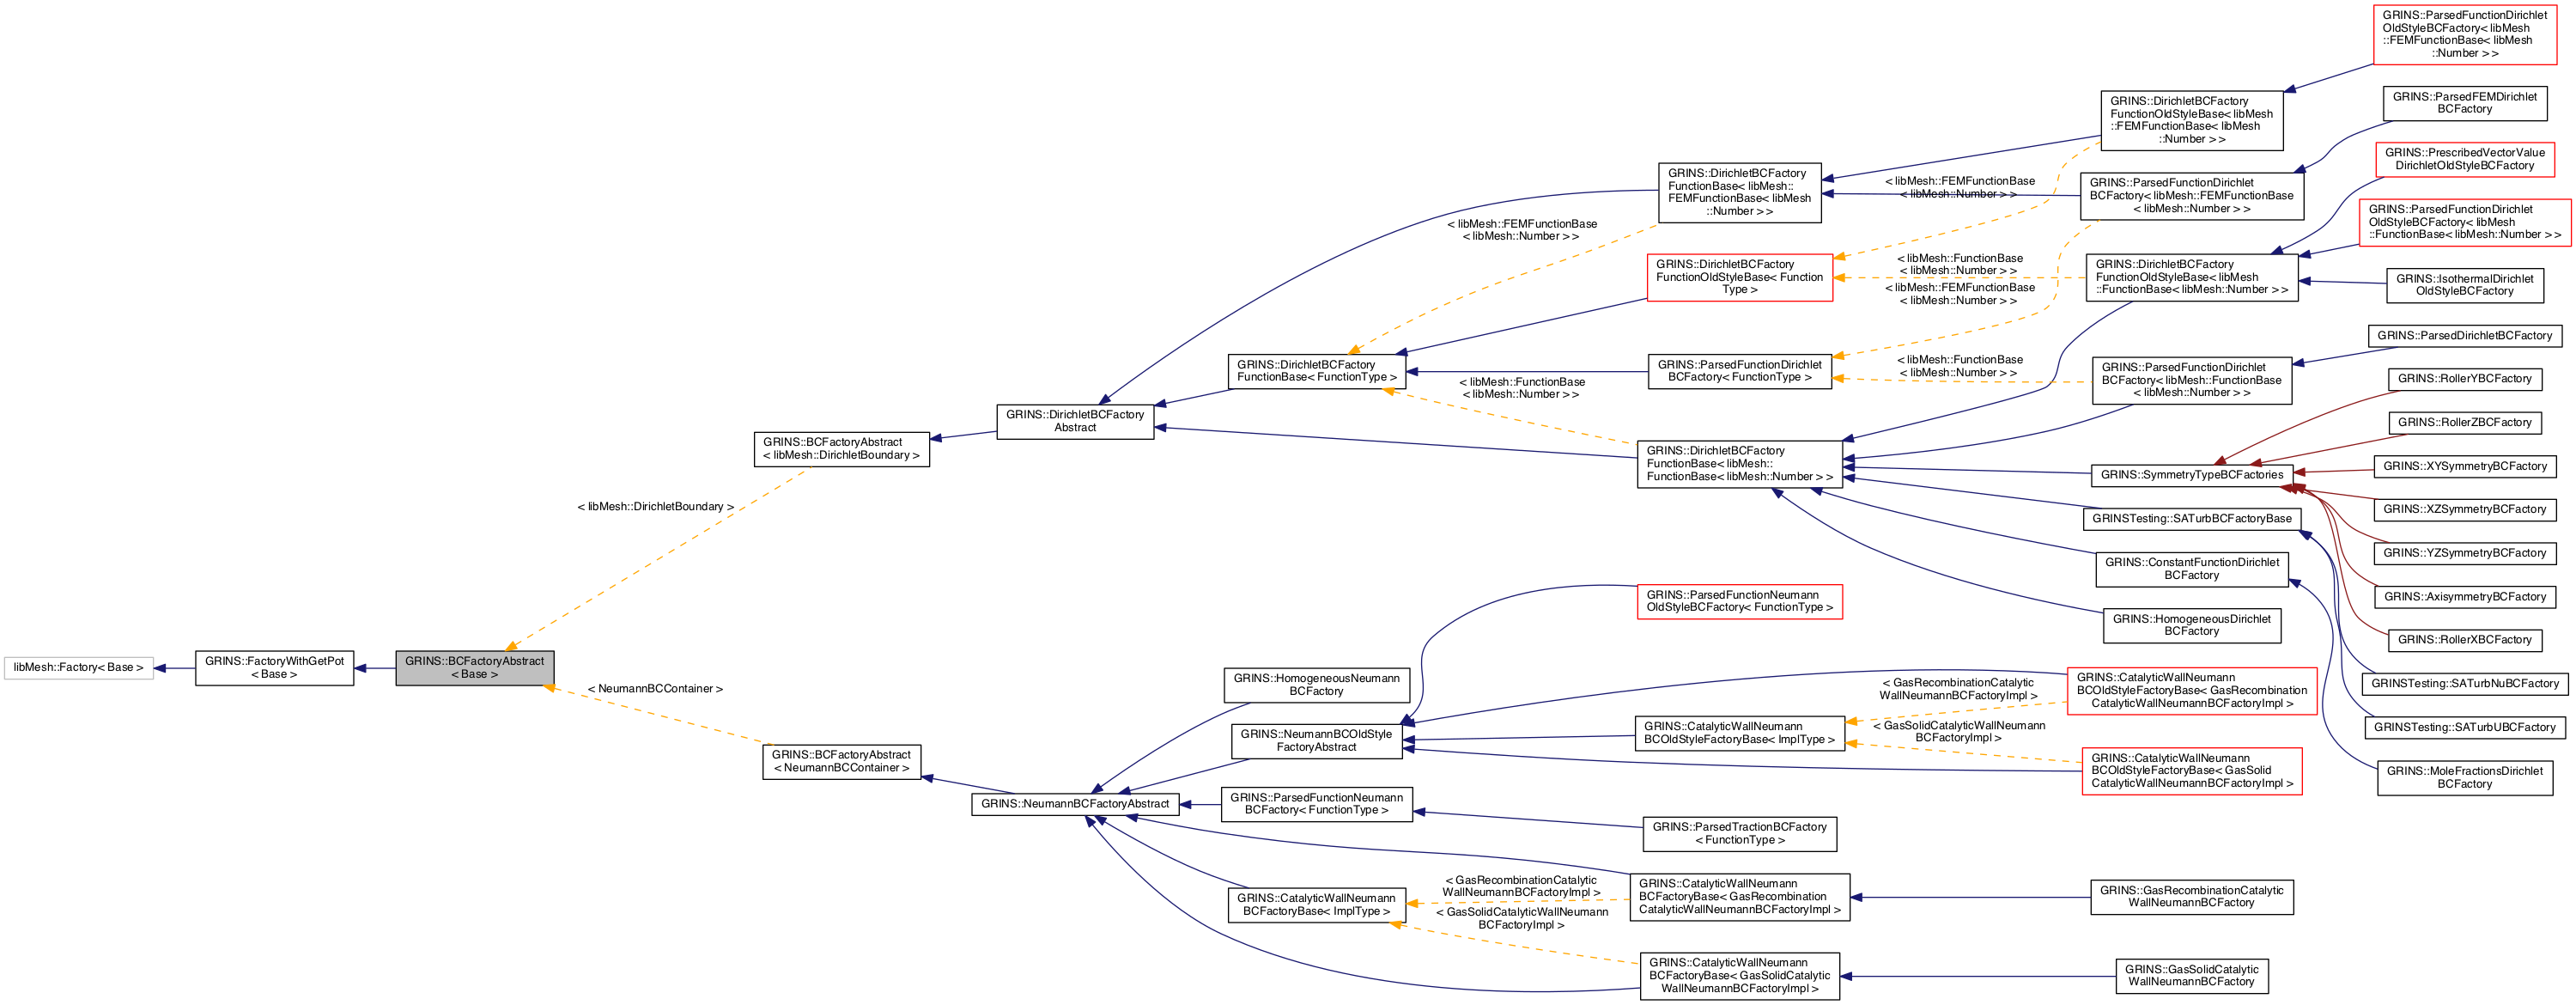 libMesh::Factory< Base >
GRINS::FactoryWithGetPot
< Base >
GRINS::BCFactoryAbstract
< Base >
< libMesh::DirichletBoundary >
< NeumannBCContainer >
GRINS::BCFactoryAbstract
< libMesh::DirichletBoundary >
GRINS::BCFactoryAbstract
< NeumannBCContainer >
GRINS::DirichletBCFactory
Abstract
GRINS::NeumannBCFactoryAbstract
GRINS::DirichletBCFactory
FunctionBase< FunctionType >
GRINS::HomogeneousNeumann
BCFactory
GRINS::NeumannBCOldStyle
FactoryAbstract
GRINS::ParsedFunctionNeumann
BCFactory< FunctionType >
GRINS::CatalyticWallNeumann
BCFactoryBase< ImplType >
< libMesh::FEMFunctionBase
< libMesh::Number > >
< libMesh::FunctionBase
< libMesh::Number > >
< GasRecombinationCatalytic
WallNeumannBCFactoryImpl >
< GasSolidCatalyticWallNeumann
BCFactoryImpl >
GRINS::DirichletBCFactory
FunctionBase< libMesh::
FEMFunctionBase< libMesh
::Number > >
GRINS::DirichletBCFactory
FunctionOldStyleBase< Function
Type >
GRINS::ParsedFunctionDirichlet
BCFactory< FunctionType >
GRINS::DirichletBCFactory
FunctionBase< libMesh::
FunctionBase< libMesh::Number > >
GRINS::ParsedFunctionNeumann
OldStyleBCFactory< FunctionType >
GRINS::CatalyticWallNeumann
BCOldStyleFactoryBase< ImplType >
GRINS::ParsedTractionBCFactory
< FunctionType >
GRINS::CatalyticWallNeumann
BCFactoryBase< GasRecombination
CatalyticWallNeumannBCFactoryImpl >
GRINS::CatalyticWallNeumann
BCFactoryBase< GasSolidCatalytic
WallNeumannBCFactoryImpl >
< libMesh::FEMFunctionBase
< libMesh::Number > >
< libMesh::FunctionBase
< libMesh::Number > >
< libMesh::FEMFunctionBase
< libMesh::Number > >
< libMesh::FunctionBase
< libMesh::Number > >
< GasRecombinationCatalytic
WallNeumannBCFactoryImpl >
< GasSolidCatalyticWallNeumann
BCFactoryImpl >
GRINS::DirichletBCFactory
FunctionOldStyleBase< libMesh
::FEMFunctionBase< libMesh
::Number > >
GRINS::ParsedFunctionDirichlet
BCFactory< libMesh::FEMFunctionBase
< libMesh::Number > >
GRINS::DirichletBCFactory
FunctionOldStyleBase< libMesh
::FunctionBase< libMesh::Number > >
GRINS::ParsedFunctionDirichlet
BCFactory< libMesh::FunctionBase
< libMesh::Number > >
GRINS::SymmetryTypeBCFactories
GRINSTesting::SATurbBCFactoryBase
GRINS::ConstantFunctionDirichlet
BCFactory
GRINS::HomogeneousDirichlet
BCFactory
GRINS::CatalyticWallNeumann
BCOldStyleFactoryBase< GasRecombination
CatalyticWallNeumannBCFactoryImpl >
GRINS::CatalyticWallNeumann
BCOldStyleFactoryBase< GasSolid
CatalyticWallNeumannBCFactoryImpl >
GRINS::GasRecombinationCatalytic
WallNeumannBCFactory
GRINS::GasSolidCatalytic
WallNeumannBCFactory
GRINS::ParsedFunctionDirichlet
OldStyleBCFactory< libMesh
::FEMFunctionBase< libMesh
::Number > >
GRINS::ParsedFEMDirichlet
BCFactory
GRINS::PrescribedVectorValue
DirichletOldStyleBCFactory
GRINS::ParsedFunctionDirichlet
OldStyleBCFactory< libMesh
::FunctionBase< libMesh::Number > >
GRINS::IsothermalDirichlet
OldStyleBCFactory
GRINS::ParsedDirichletBCFactory
GRINS::RollerYBCFactory
GRINS::RollerZBCFactory
GRINS::XYSymmetryBCFactory
GRINS::XZSymmetryBCFactory
GRINS::YZSymmetryBCFactory
GRINS::AxisymmetryBCFactory
GRINS::RollerXBCFactory
GRINSTesting::SATurbNuBCFactory
GRINSTesting::SATurbUBCFactory
GRINS::MoleFractionsDirichlet
BCFactory